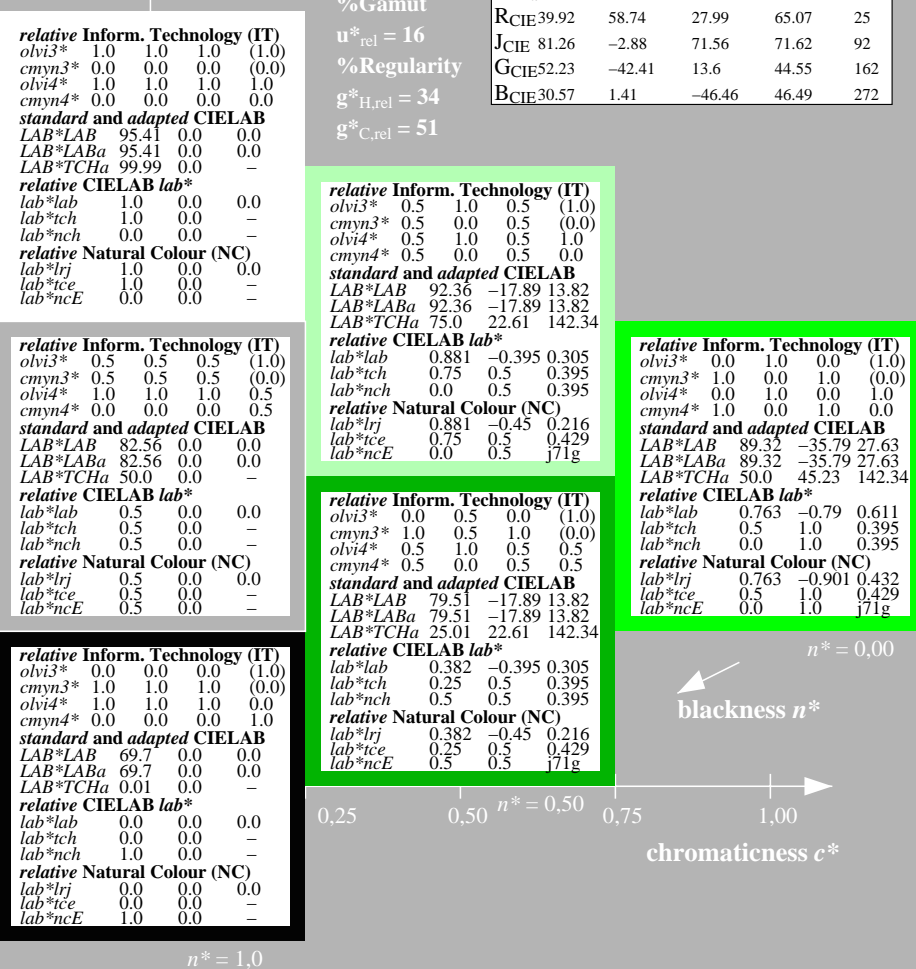 %Gamut
u*rel = 16
%Regularity
g*H,rel = 34
g*C,rel = 51
RCIE 39.92 58.74 27.99 65.07 25
JCIE 81.26 −2.88 71.56 71.62 92
GCIE 52.23 −42.41 13.6 44.55 162
BCIE 30.57 1.41 −46.46 46.49 272
relative Inform. Technology (IT)
olvi3* 1.0 1.0 1.0 (1.0)
cmyn3* 0.0 0.0 0.0 (0.0)
olvi4* 1.0 1.0 1.0 1.0
cmyn4* 0.0 0.0 0.0 0.0
standard and adapted CIELAB
LAB*LAB 95.41 0.0 0.0
LAB*LABa 95.41 0.0 0.0
LAB*TCHa 99.99 0.0 –
relative CIELAB lab*
lab*lab 1.0 0.0 0.0
lab*tch 1.0 0.0 –
lab*nch 0.0 0.0 –
relative Natural Colour (NC)
lab*lrj 1.0 0.0 0.0
lab*tce 1.0 0.0 –
lab*ncE 0.0 0.0 –
relative Inform. Technology (IT)
olvi3* 0.5 1.0 0.5 (1.0)
cmyn3* 0.5 0.0 0.5 (0.0)
olvi4* 0.5 1.0 0.5 1.0
cmyn4* 0.5 0.0 0.5 0.0
standard and adapted CIELAB
LAB*LAB 92.36 −17.89 13.82
LAB*LABa 92.36 −17.89 13.82
LAB*TCHa 75.0 22.61 142.34
relative CIELAB lab*
lab*lab 0.881 −0.395 0.305
lab*tch 0.75 0.5 0.395
lab*nch 0.0 0.5 0.395
relative Natural Colour (NC)
lab*lrj 0.881 −0.45 0.216
lab*tce 0.75 0.5 0.429
lab*ncE 0.0 0.5 j71g
relative Inform. Technology (IT)
olvi3* 0.5 0.5 0.5 (1.0)
cmyn3* 0.5 0.5 0.5 (0.0)
olvi4* 1.0 1.0 1.0 0.5
cmyn4* 0.0 0.0 0.0 0.5
standard and adapted CIELAB
LAB*LAB 82.56 0.0 0.0
LAB*LABa 82.56 0.0 0.0
LAB*TCHa 50.0 0.0 –
relative CIELAB lab*
lab*lab 0.5 0.0 0.0
lab*tch 0.5 0.0 –
lab*nch 0.5 0.0 –
relative Natural Colour (NC)
lab*lrj 0.5 0.0 0.0
lab*tce 0.5 0.0 –
lab*ncE 0.5 0.0 –
relative Inform. Technology (IT)
olvi3* 0.0 1.0 0.0 (1.0)
cmyn3* 1.0 0.0 1.0 (0.0)
olvi4* 0.0 1.0 0.0 1.0
cmyn4* 1.0 0.0 1.0 0.0
standard and adapted CIELAB
LAB*LAB 89.32 −35.79 27.63
LAB*LABa 89.32 −35.79 27.63
LAB*TCHa 50.0 45.23 142.34
relative CIELAB lab*
lab*lab 0.763 −0.79 0.611
lab*tch 0.5 1.0 0.395
lab*nch 0.0 1.0 0.395
relative Natural Colour (NC)
lab*lrj 0.763 −0.901 0.432
lab*tce 0.5 1.0 0.429
lab*ncE 0.0 1.0 j71g
relative Inform. Technology (IT)
olvi3* 0.0 0.5 0.0 (1.0)
cmyn3* 1.0 0.5 1.0 (0.0)
olvi4* 0.5 1.0 0.5 0.5
cmyn4* 0.5 0.0 0.5 0.5
standard and adapted CIELAB
LAB*LAB 79.51 −17.89 13.82
LAB*LABa 79.51 −17.89 13.82
LAB*TCHa 25.01 22.61 142.34
relative CIELAB lab*
lab*lab 0.382 −0.395 0.305
lab*tch 0.25 0.5 0.395
lab*nch 0.5 0.5 0.395
relative Natural Colour (NC)
lab*lrj 0.382 −0.45 0.216
lab*tce 0.25 0.5 0.429
lab*ncE 0.5 0.5 j71g
relative Inform. Technology (IT)
olvi3* 0.0 0.0 0.0 (1.0)
cmyn3* 1.0 1.0 1.0 (0.0)
olvi4* 1.0 1.0 1.0 0.0
cmyn4* 0.0 0.0 0.0 1.0
standard and adapted CIELAB
LAB*LAB 69.7 0.0 0.0
LAB*LABa 69.7 0.0 0.0
LAB*TCHa 0.01 0.0 –
relative CIELAB lab*
lab*lab 0.0 0.0 0.0
lab*tch 0.0 0.0 –
lab*nch 1.0 0.0 –
relative Natural Colour (NC)
lab*lrj 0.0 0.0 0.0
lab*tce 0.0 0.0 –
lab*ncE 1.0 0.0 –
n* = 0,00
blackness n*
n* = 0,50
0,25 0,50 0,75 1,00
chromaticness c*
n* = 1,0